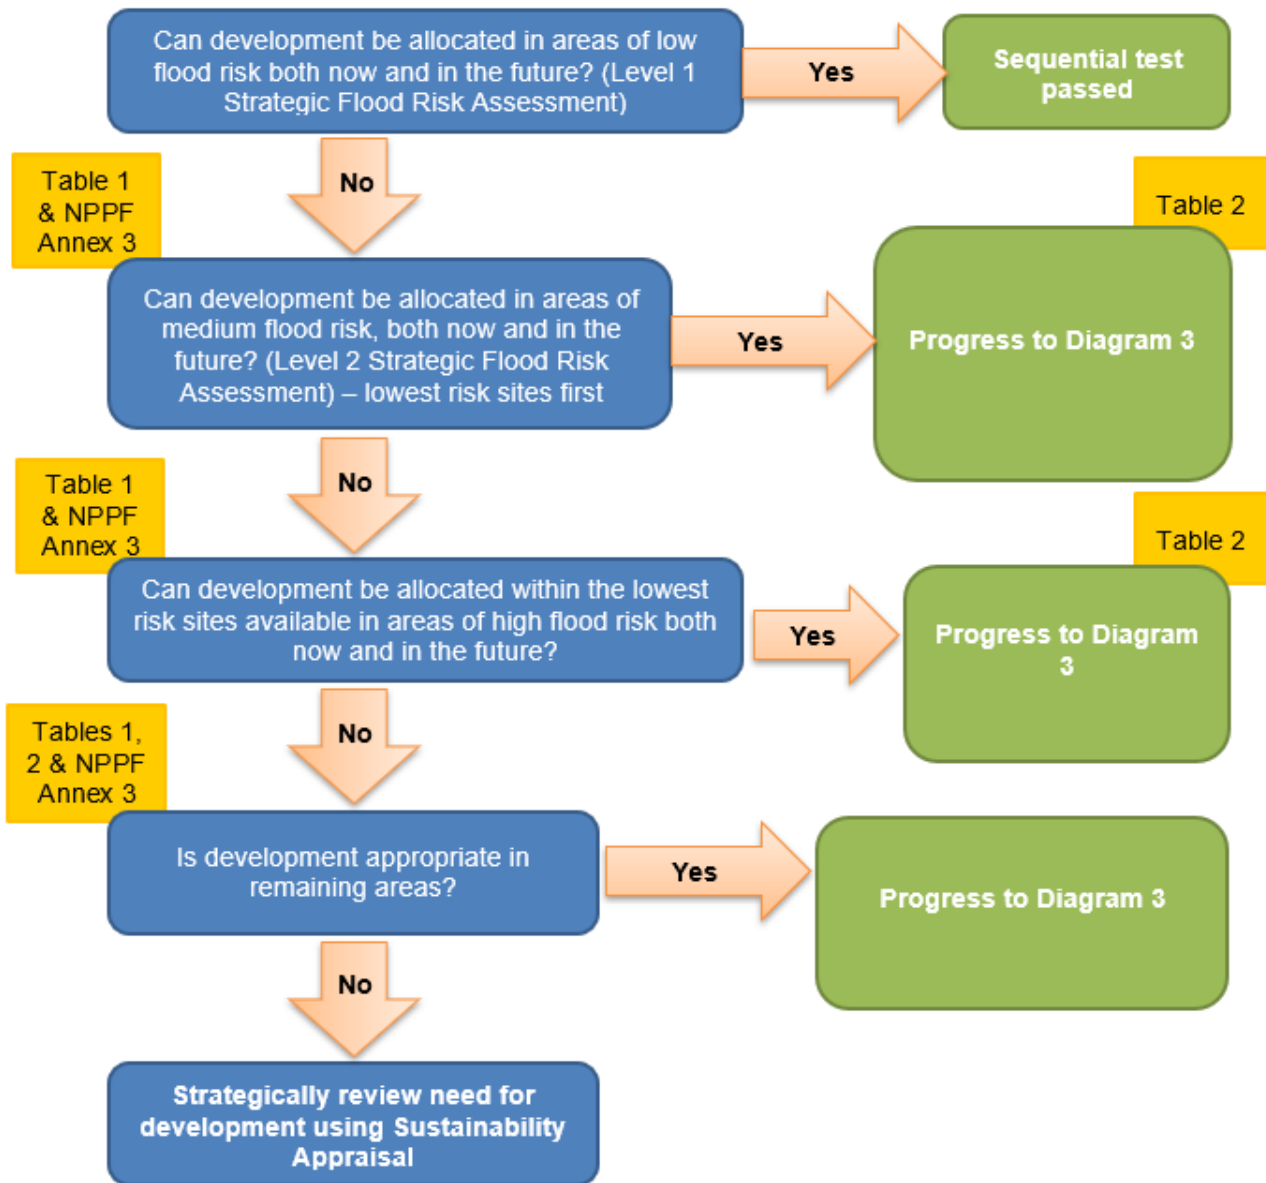 Can development be allocated in areas of low
flood risk both now and in the future? (Level 1
Strategic Flood Risk Assessment)
Yes
Sequential test
passed
No
Table 1
& NPPF
Annex 3
Table 2
Can development be allocated in areas of
medium flood risk, both now and in the
future? (Level 2 Strategic Flood Risk
Assessment) – lowest risk sites first
Yes
Progress to Diagram 3
No
Table 1
& NPPF
Annex 3
Table 2
Can development be allocated within the lowest
risk sites available in areas of high flood risk both
now and in the future?
Yes
Progress to Diagram
3
No
Tables 1,
2 & NPPF
Annex 3
Is development appropriate in
remaining areas?
Yes
Progress to Diagram 3
No
Strategically review need for
development using Sustainability
Appraisal